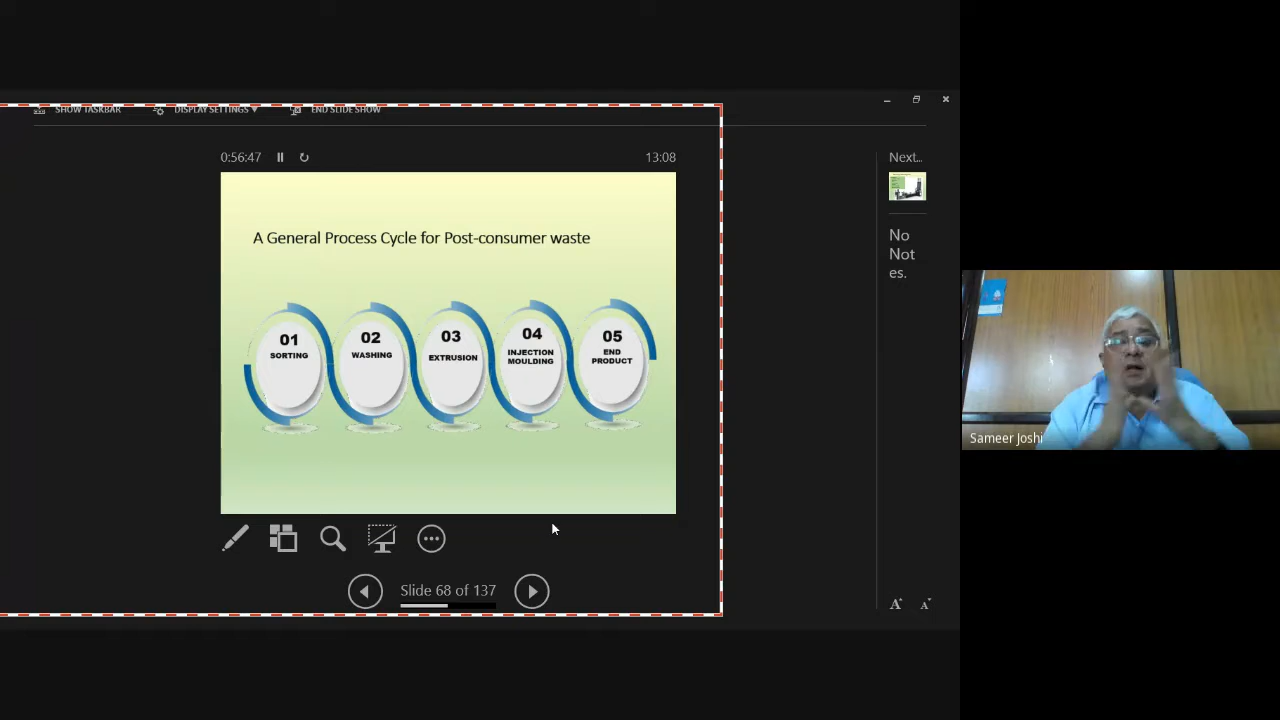 SHOW TASKBAR DISPLAY SETTINGS END SLIDE SHOW
0:56:47 13:08
A General Process Cycle for Post-consumer waste
01
SORTING
02
WASHING
03
EXTRUSION
04
INJECTION
MOULDING
05
END
PRODUCT
Slide 68 of 137
Next...
No
Not
es.
A A
Sameer Joshi